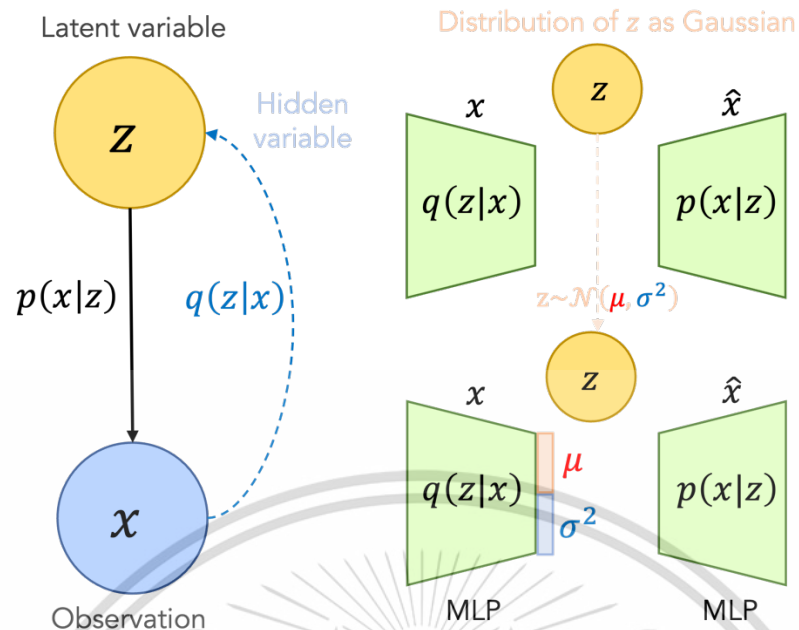 Latent variable
z
Hidden
variable
p(x|z)
q(z|x)
x
Observation
Distribution of z as Gaussian
z
x
x̂
q(z|x)
p(x|z)
z~𝒩(μ, σ²)
z
x
x̂
q(z|x)
μ
σ²
p(x|z)
MLP
MLP